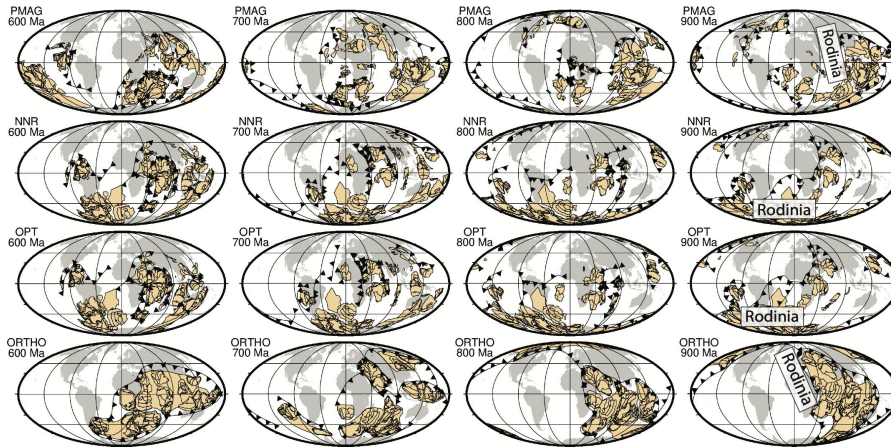 PMAG
600 Ma
PMAG
700 Ma
PMAG
800 Ma
PMAG
900 Ma
Rodinia
NNR
600 Ma
NNR
700 Ma
NNR
800 Ma
NNR
900 Ma
Rodinia
OPT
600 Ma
OPT
700 Ma
OPT
800 Ma
OPT
900 Ma
Rodinia
ORTHO
600 Ma
ORTHO
700 Ma
ORTHO
800 Ma
ORTHO
900 Ma
Rodinia